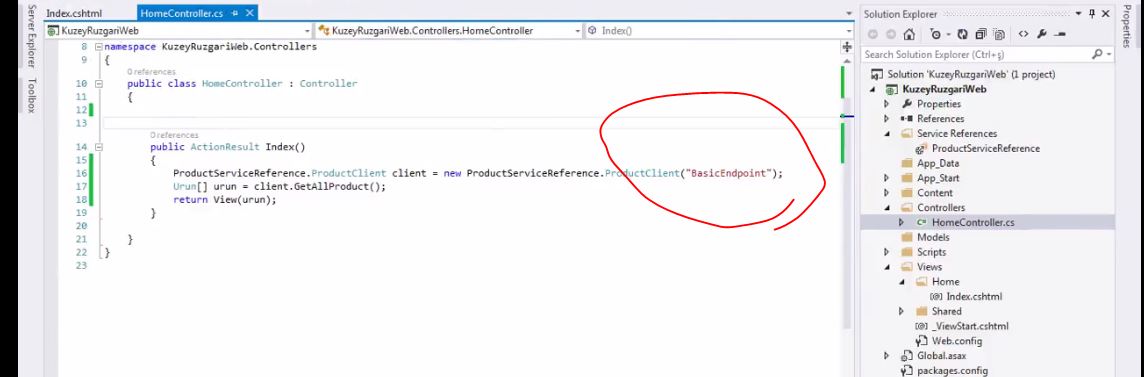 Server Explorer
Toolbox
Index.cshtml
HomeController.cs
KuzeyRuzgariWeb
KuzeyRuzgariWeb.Controllers.HomeController
Index()
8 namespace KuzeyRuzgariWeb.Controllers
9 {
0 references
10 public class HomeController : Controller
11 {
12
13
0 references
14 public ActionResult Index()
15 {
16 ProductServiceReference.ProductClient client = new ProductServiceReference.ProductClient("BasicEndpoint");
17 Urun[] urun = client.GetAllProduct();
18 return View(urun);
19 }
20
21 }
22 }
23
Solution Explorer
Search Solution Explorer (Ctrl+ş)
Solution 'KuzeyRuzgariWeb' (1 project)
KuzeyRuzgariWeb
Properties
References
Service References
ProductServiceReference
App_Data
App_Start
Content
Controllers
C# HomeController.cs
Models
Scripts
Views
Home
[@] Index.cshtml
Shared
[@] _ViewStart.cshtml
Web.config
Global.asax
packages.config
Properties